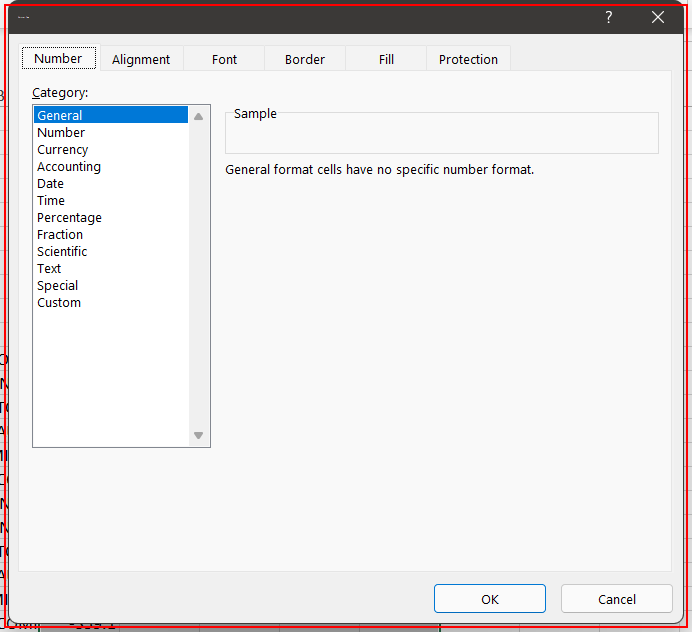 ?
Number Alignment Font Border Fill Protection
Category:
General
Number
Currency
Accounting
Date
Time
Percentage
Fraction
Scientific
Text
Special
Custom
Sample
General format cells have no specific number format.
OK Cancel